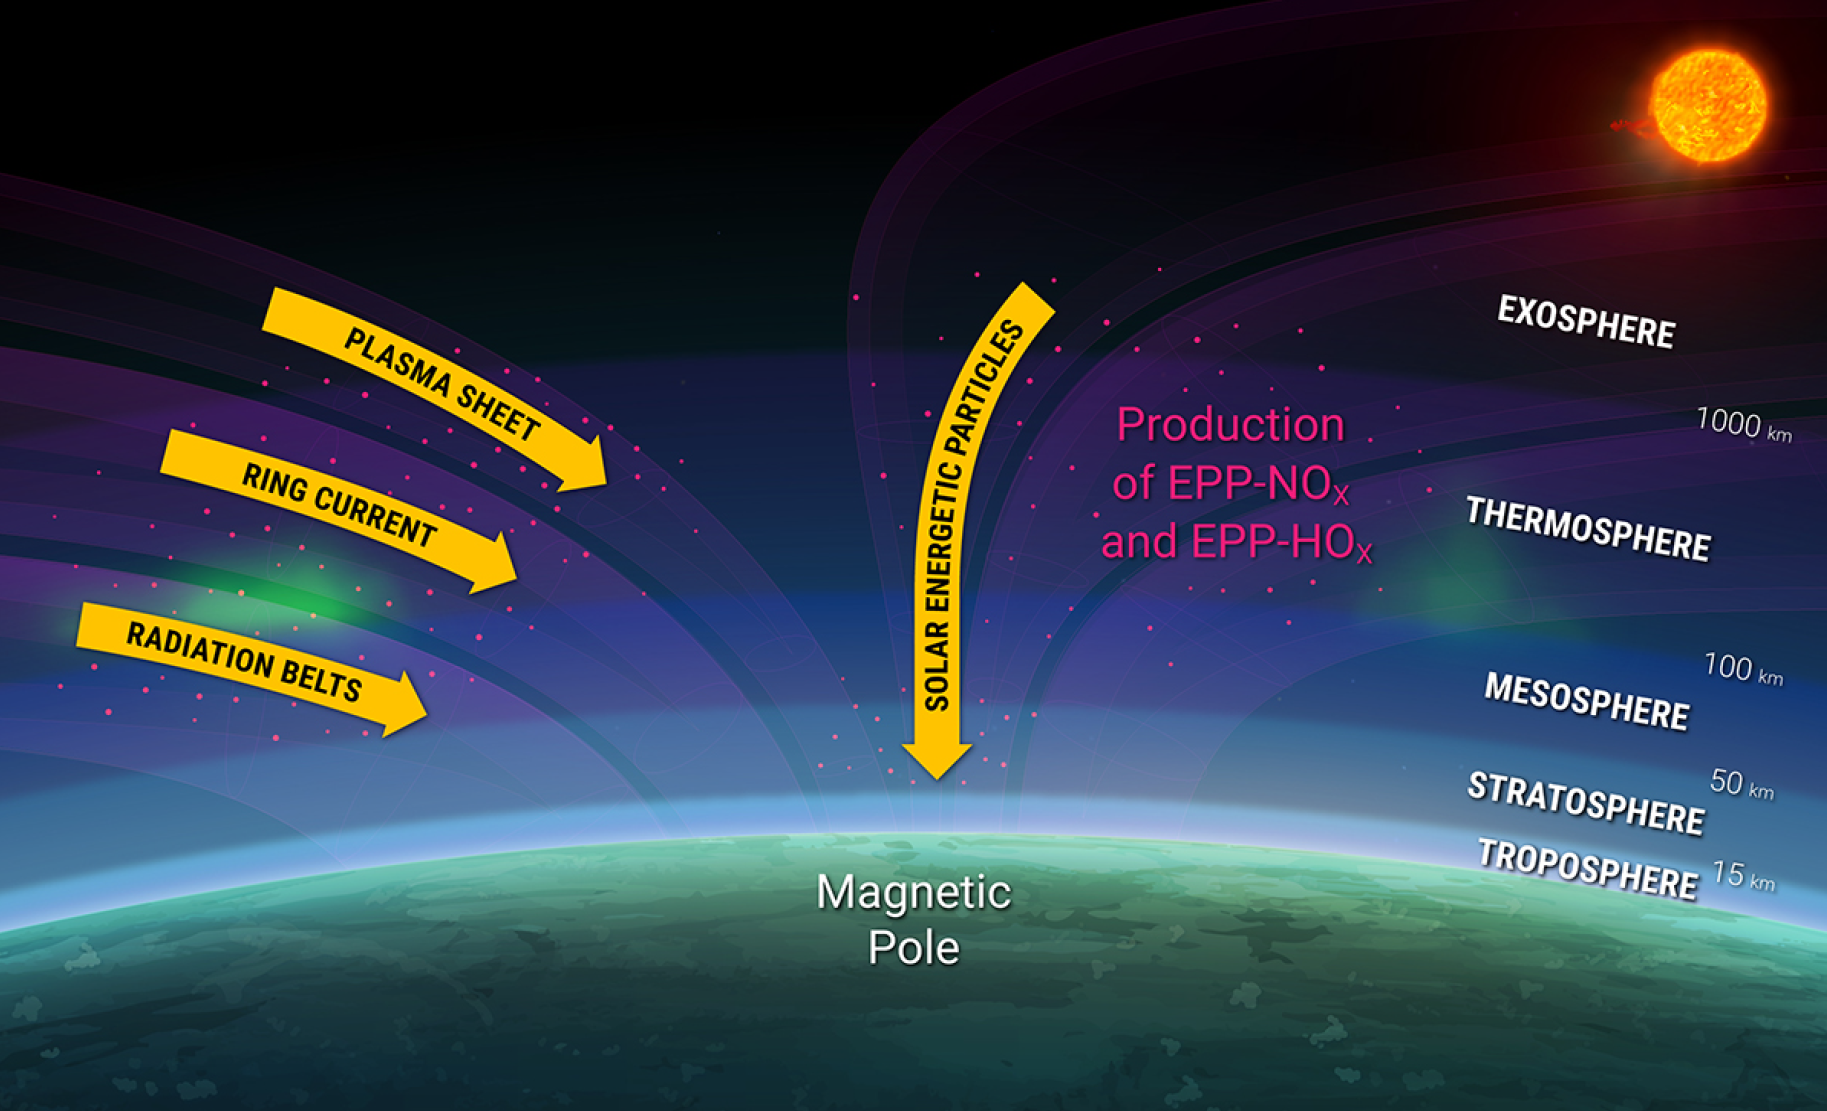 PLASMA SHEET
RING CURRENT
RADIATION BELTS
SOLAR ENERGETIC PARTICLES
Production
of EPP-NOX
and EPP-HOX
EXOSPHERE
1000 km
THERMOSPHERE
100 km
MESOSPHERE
50 km
STRATOSPHERE
TROPOSPHERE
15 km
Magnetic
Pole